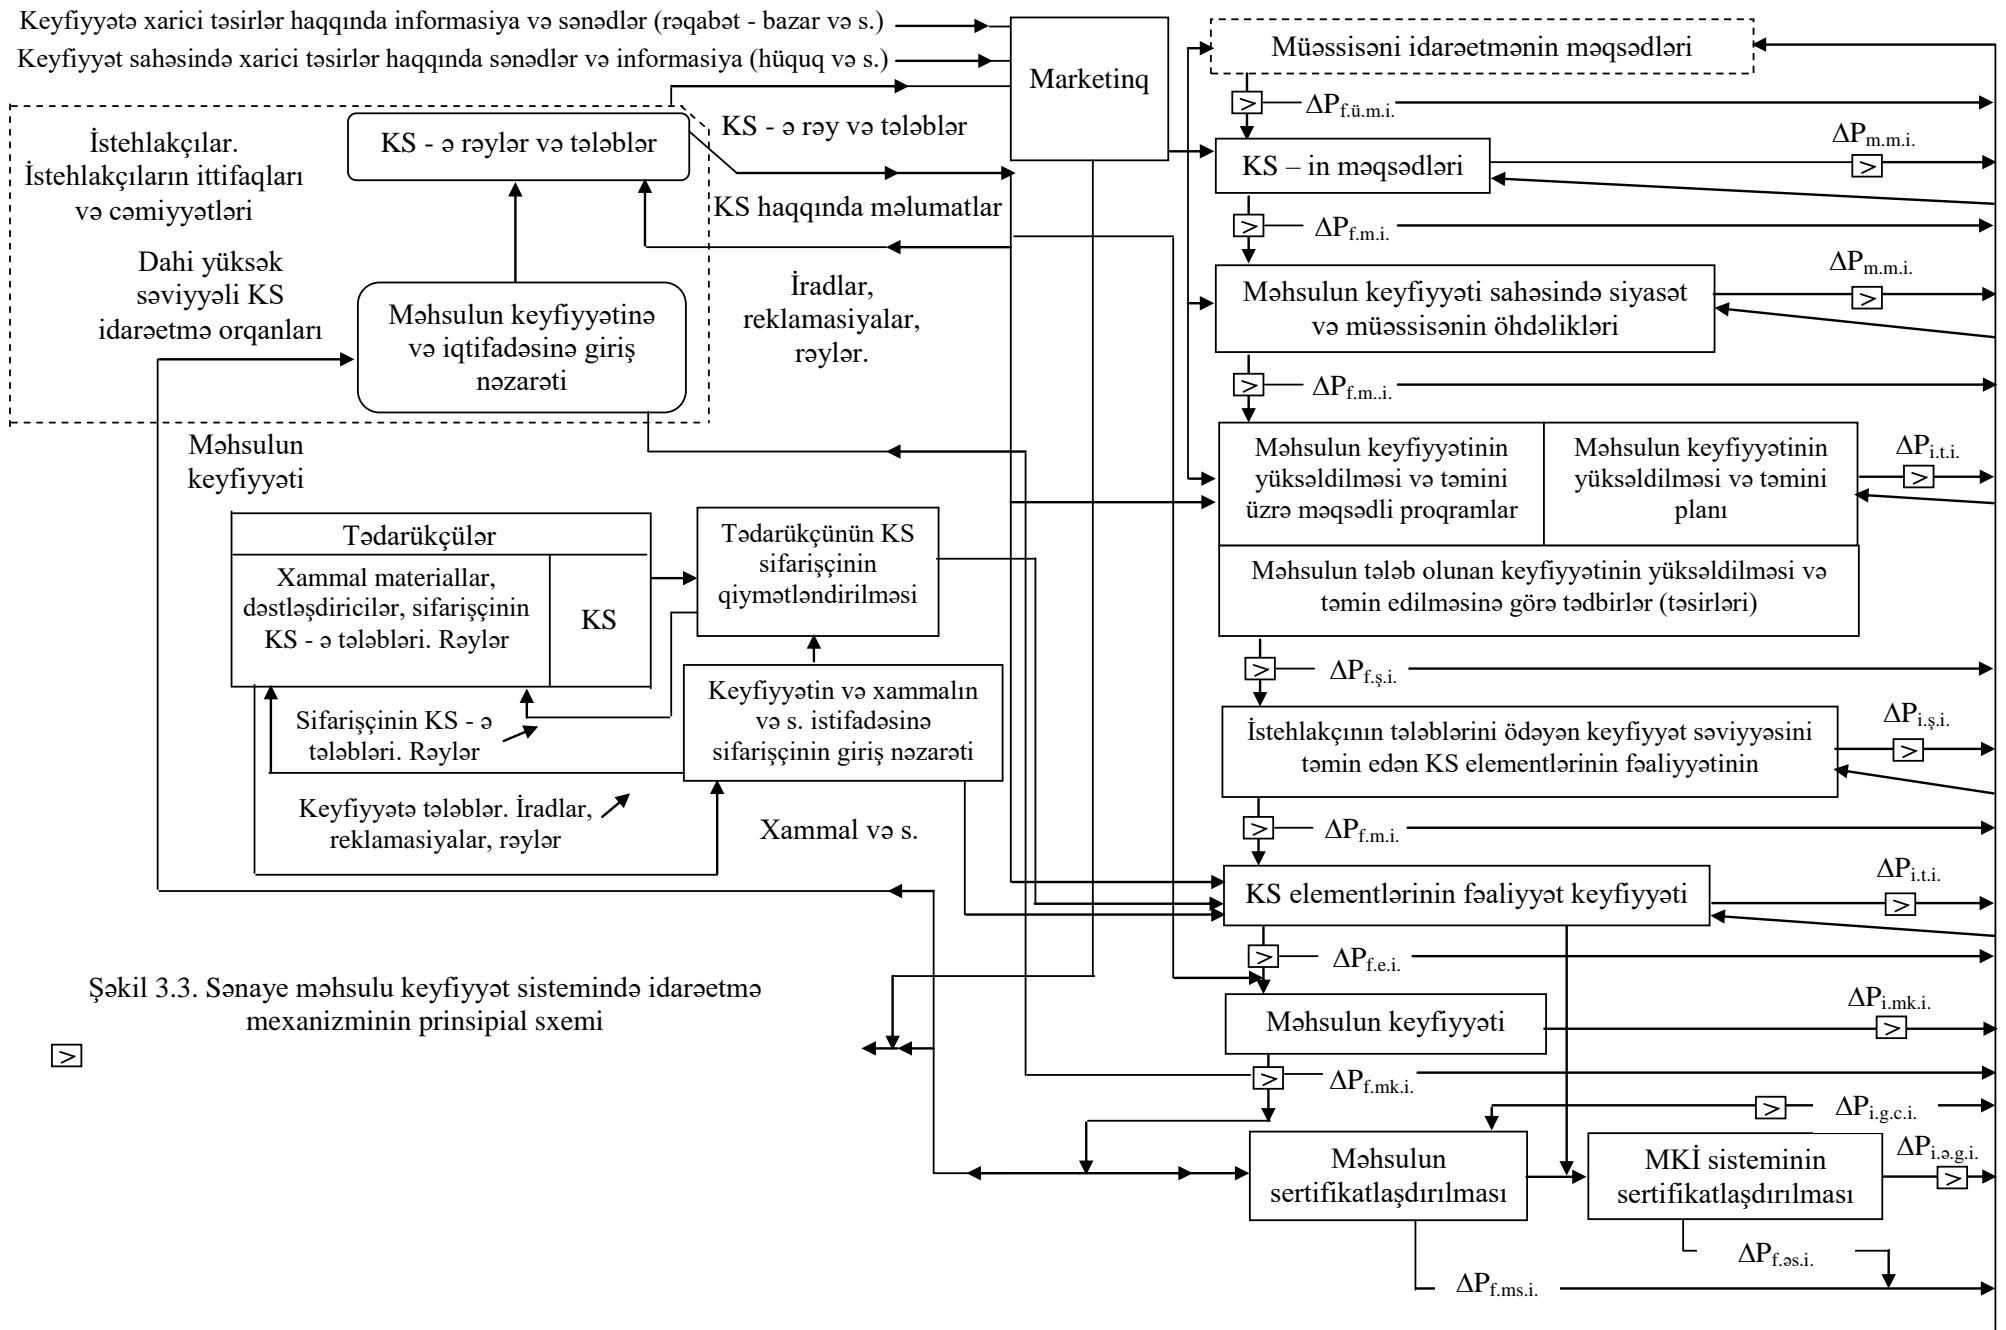 Keyfiyyətə xarici təsirlər haqqında informasiya və sənədlər (rəqabət - bazar və s.)
Keyfiyyət sahəsində xarici təsirlər haqqında sənədlər və informasiya (hüquq və s.)
Marketinq
Müəssisəni idarəetmənin məqsədləri
>
ΔPf.ü.m.i.
KS - ə rəy və tələblər
İstehlakçılar.
İstehlakçıların ittifaqları
və cəmiyyətləri
KS - ə rəylər və tələblər
KS – in məqsədləri
ΔPm.m.i.
>
KS haqqında məlumatlar
>
ΔPf.m.i.
Dahi yüksək
səviyyəli KS
idarəetmə orqanları
Məhsulun keyfiyyətinə
və iqtifadəsinə giriş
nəzarəti
İradlar,
reklamasiyalar,
rəylər.
Məhsulun keyfiyyəti sahəsində siyasət
və müəssisənin öhdəlikləri
ΔPm.m.i.
>
>
ΔPf.m..i.
Məhsulun
keyfiyyəti
Məhsulun keyfiyyətinin
yüksəldilməsi və təmini
üzrə məqsədli proqramlar
Məhsulun keyfiyyətinin
yüksəldilməsi və təmini
planı
ΔPi.t.i.
>
Məhsulun tələb olunan keyfiyyətinin yüksəldilməsi və
təmin edilməsinə görə tədbirlər (təsirləri)
Tədarükçülər
Xammal materiallar,
dəstləşdiricilər, sifarişçinin
KS - ə tələbləri. Rəylər
KS
Tədarükçünün KS
sifarişçinin
qiymətləndirilməsi
>
ΔPf.ş.i.
Sifarişçinin KS - ə
tələbləri. Rəylər
Keyfiyyətin və xammalın
və s. istifadəsinə
sifarişçinin giriş nəzarəti
İstehlakçının tələblərini ödəyən keyfiyyət səviyyəsini
təmin edən KS elementlərinin fəaliyyətinin
ΔPi.ş.i.
>
Keyfiyyətə tələblər. İradlar,
reklamasiyalar, rəylər
Xammal və s.
>
ΔPf.m.i.
KS elementlərinin fəaliyyət keyfiyyəti
ΔPi.t.i.
>
>
ΔPf.e.i.
Şəkil 3.3. Sənaye məhsulu keyfiyyət sistemində idarəetmə
mexanizminin prinsipial sxemi
>
Məhsulun keyfiyyəti
ΔPi.mk.i.
>
>
ΔPf.mk.i.
>
ΔPi.g.c.i.
Məhsulun
sertifikatlaşdırılması
MKİ sisteminin
sertifikatlaşdırılması
ΔPi.ə.g.i.
>
ΔPf.əs.i.
ΔPf.ms.i.